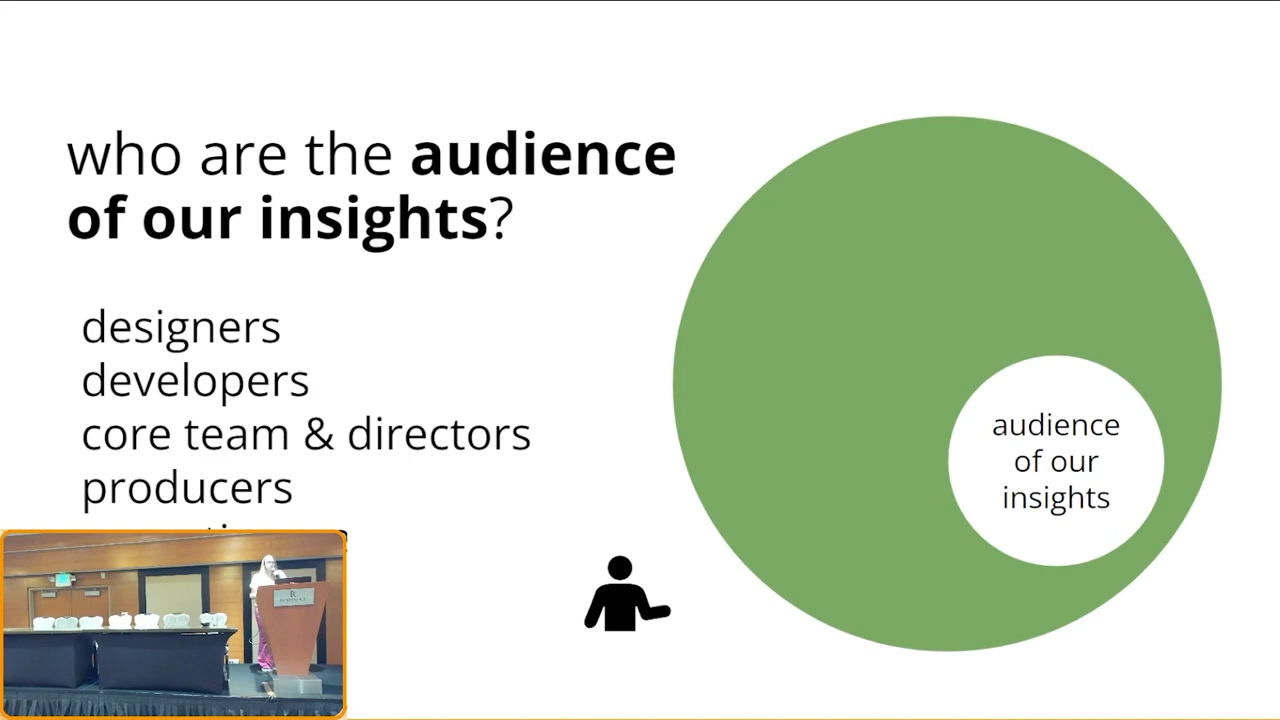 who are the audience
of our insights?
designers
developers
core team & directors
producers
audience
of our
insights